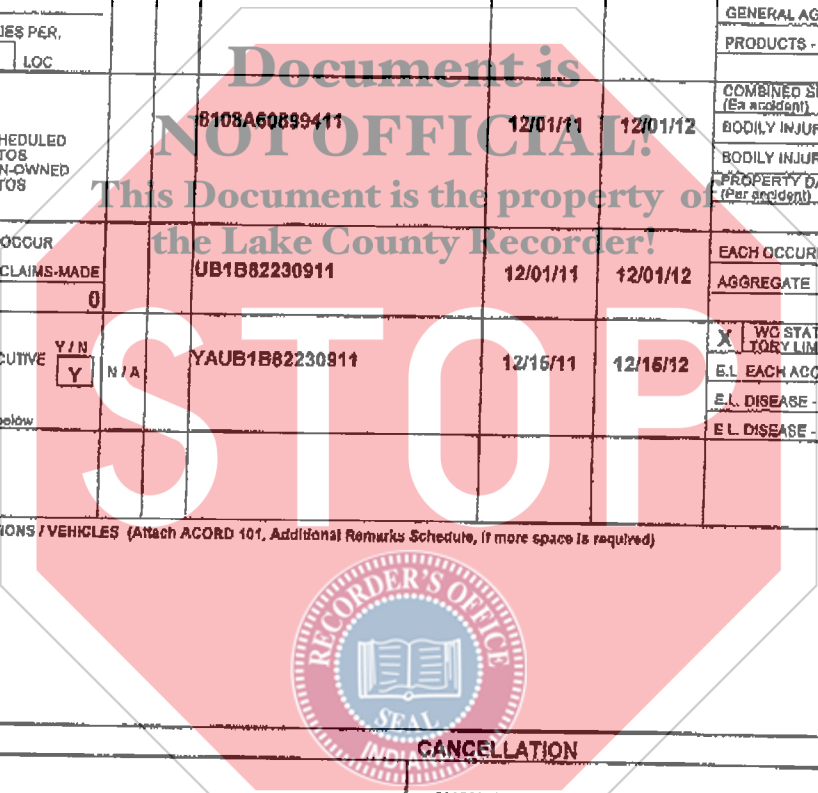 GENERAL AG
IES PER.
PRODUCTS -
LOC
Document is
COMBINED S
(Ea accident)
8108A60899411 12/01/11 12/01/12
NOT OFFICIAL!
BODILY INJUR
HEDULED
TOS
BODILY INJUR
N-OWNED
TOS
This Document is the property of
PROPERTY DA
(Per accident)
the Lake County Recorder!
OCCUR
EACH OCCUR
CLAIMS-MADE
UB1B82230911 12/01/11 12/01/12
AGGREGATE
0
X WC STAT
TORY LIM
CUTIVE Y / N
Y N / A
YAUB1B82230911 12/15/11 12/15/12
E.L. EACH ACC
E.L. DISEASE -
below
E.L. DISEASE -
STOP
IONS / VEHICLES (Attach ACORD 101, Additional Remarks Schedule, if more space is required)
RECORDER'S OFFICE
SEAL
INDIANA
CANCELLATION